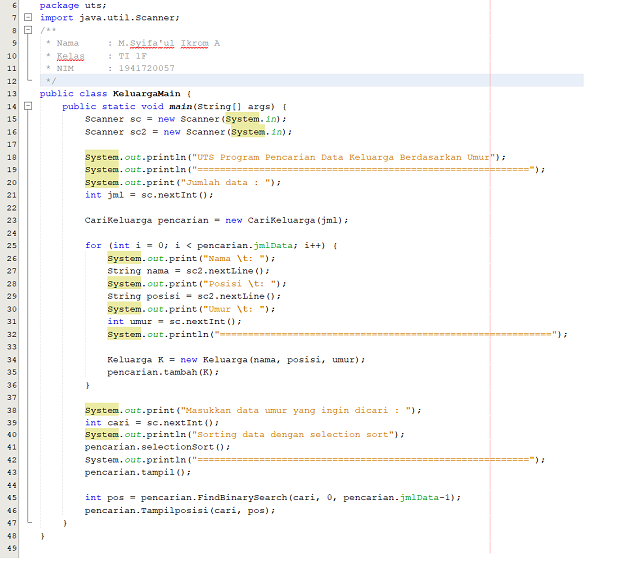 6 package uts;
7 import java.util.Scanner;
8 /**
9 * Nama : M.Syifa'ul Ikrom A
10 * Kelas : TI 1F
11 * NIM : 1941720057
12 */
13 public class KeluargaMain {
14 public static void main(String[] args) {
15 Scanner sc = new Scanner(System.in);
16 Scanner sc2 = new Scanner(System.in);
17
18 System.out.println("UTS Program Pencarian Data Keluarga Berdasarkan Umur");
19 System.out.println("===========================================================");
20 System.out.print("Jumlah data : ");
21 int jml = sc.nextInt();
22
23 CariKeluarga pencarian = new CariKeluarga(jml);
24
25 for (int i = 0; i < pencarian.jmlData; i++) {
26 System.out.print("Nama \t: ");
27 String nama = sc2.nextLine();
28 System.out.print("Posisi \t: ");
29 String posisi = sc2.nextLine();
30 System.out.print("Umur \t: ");
31 int umur = sc.nextInt();
32 System.out.println("===========================================================");
33
34 Keluarga K = new Keluarga(nama, posisi, umur);
35 pencarian.tambah(K);
36 }
37
38 System.out.print("Masukkan data umur yang ingin dicari : ");
39 int cari = sc.nextInt();
40 System.out.println("Sorting data dengan selection sort");
41 pencarian.selectionSort();
42 System.out.println("===========================================================");
43 pencarian.tampil();
44
45 int pos = pencarian.FindBinarySearch(cari, 0, pencarian.jmlData-1);
46 pencarian.Tampilposisi(cari, pos);
47 }
48 }
49